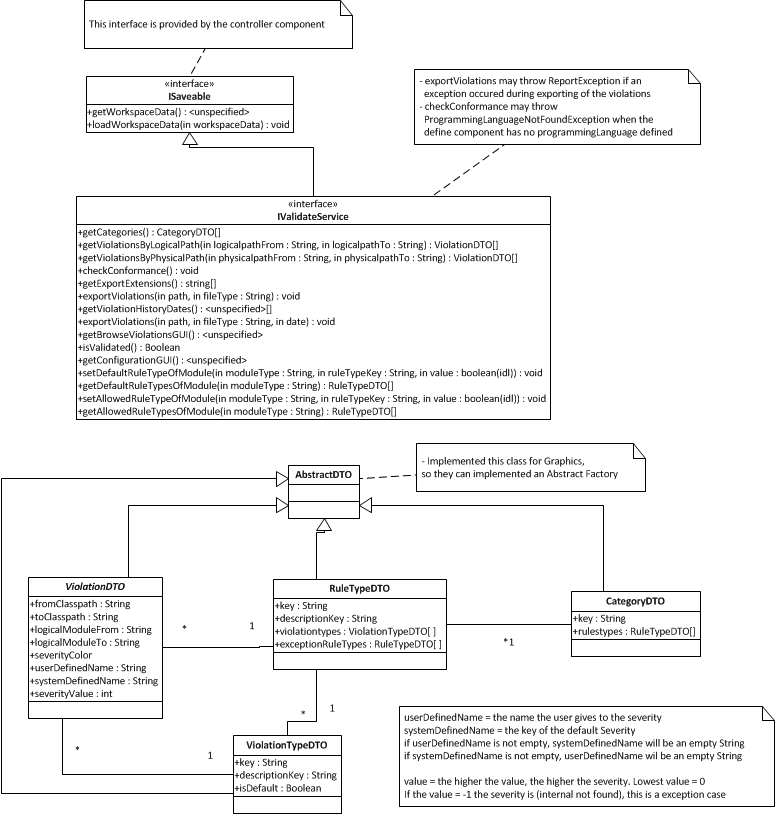 This interface is provided by the controller component
«interface»
ISaveable
+getWorkspaceData() : <unspecified>
+loadWorkspaceData(in workspaceData) : void
- exportViolations may throw ReportException if an
exception occured during exporting of the violations
- checkConformance may throw
ProgrammingLanguageNotFoundException when the
define component has no programmingLanguage defined
«interface»
IValidateService
+getCategories() : CategoryDTO[]
+getViolationsByLogicalPath(in logicalpathFrom : String, in logicalpathTo : String) : ViolationDTO[]
+getViolationsByPhysicalPath(in physicalpathFrom : String, in physicalpathTo : String) : ViolationDTO[]
+checkConformance() : void
+getExportExtensions() : string[]
+exportViolations(in path, in fileType : String) : void
+getViolationHistoryDates() : <unspecified>[]
+exportViolations(in path, in fileType : String, in date) : void
+getBrowseViolationsGUI() : <unspecified>
+isValidated() : Boolean
+getConfigurationGUI() : <unspecified>
+setDefaultRuleTypeOfModule(in moduleType : String, in ruleTypeKey : String, in value : boolean(idl)) : void
+getDefaultRuleTypesOfModule(in moduleType : String) : RuleTypeDTO[]
+setAllowedRuleTypeOfModule(in moduleType : String, in ruleTypeKey : String, in value : boolean(idl)) : void
+getAllowedRuleTypesOfModule(in moduleType : String) : RuleTypeDTO[]
AbstractDTO
- Implemented this class for Graphics,
so they can implemented an Abstract Factory
ViolationDTO
+fromClasspath : String
+toClasspath : String
+logicalModuleFrom : String
+logicalModuleTo : String
+severityColor
+userDefinedName : String
+systemDefinedName : String
+severityValue : int
* 1
RuleTypeDTO
+key : String
+descriptionKey : String
+violationtypes : ViolationTypeDTO[ ]
+exceptionRuleTypes : RuleTypeDTO[ ]
*1
CategoryDTO
+key : String
+rulestypes : RuleTypeDTO[]
* 1
* 1
ViolationTypeDTO
+key : String
+descriptionKey : String
+isDefault : Boolean
userDefinedName = the name the user gives to the severity
systemDefinedName = the key of the default Severity
if userDefinedName is not empty, systemDefinedName will be an empty String
if systemDefinedName is not empty, userDefinedName wil be an empty String
value = the higher the value, the higher the severity. Lowest value = 0
If the value = -1 the severity is (internal not found), this is a exception case